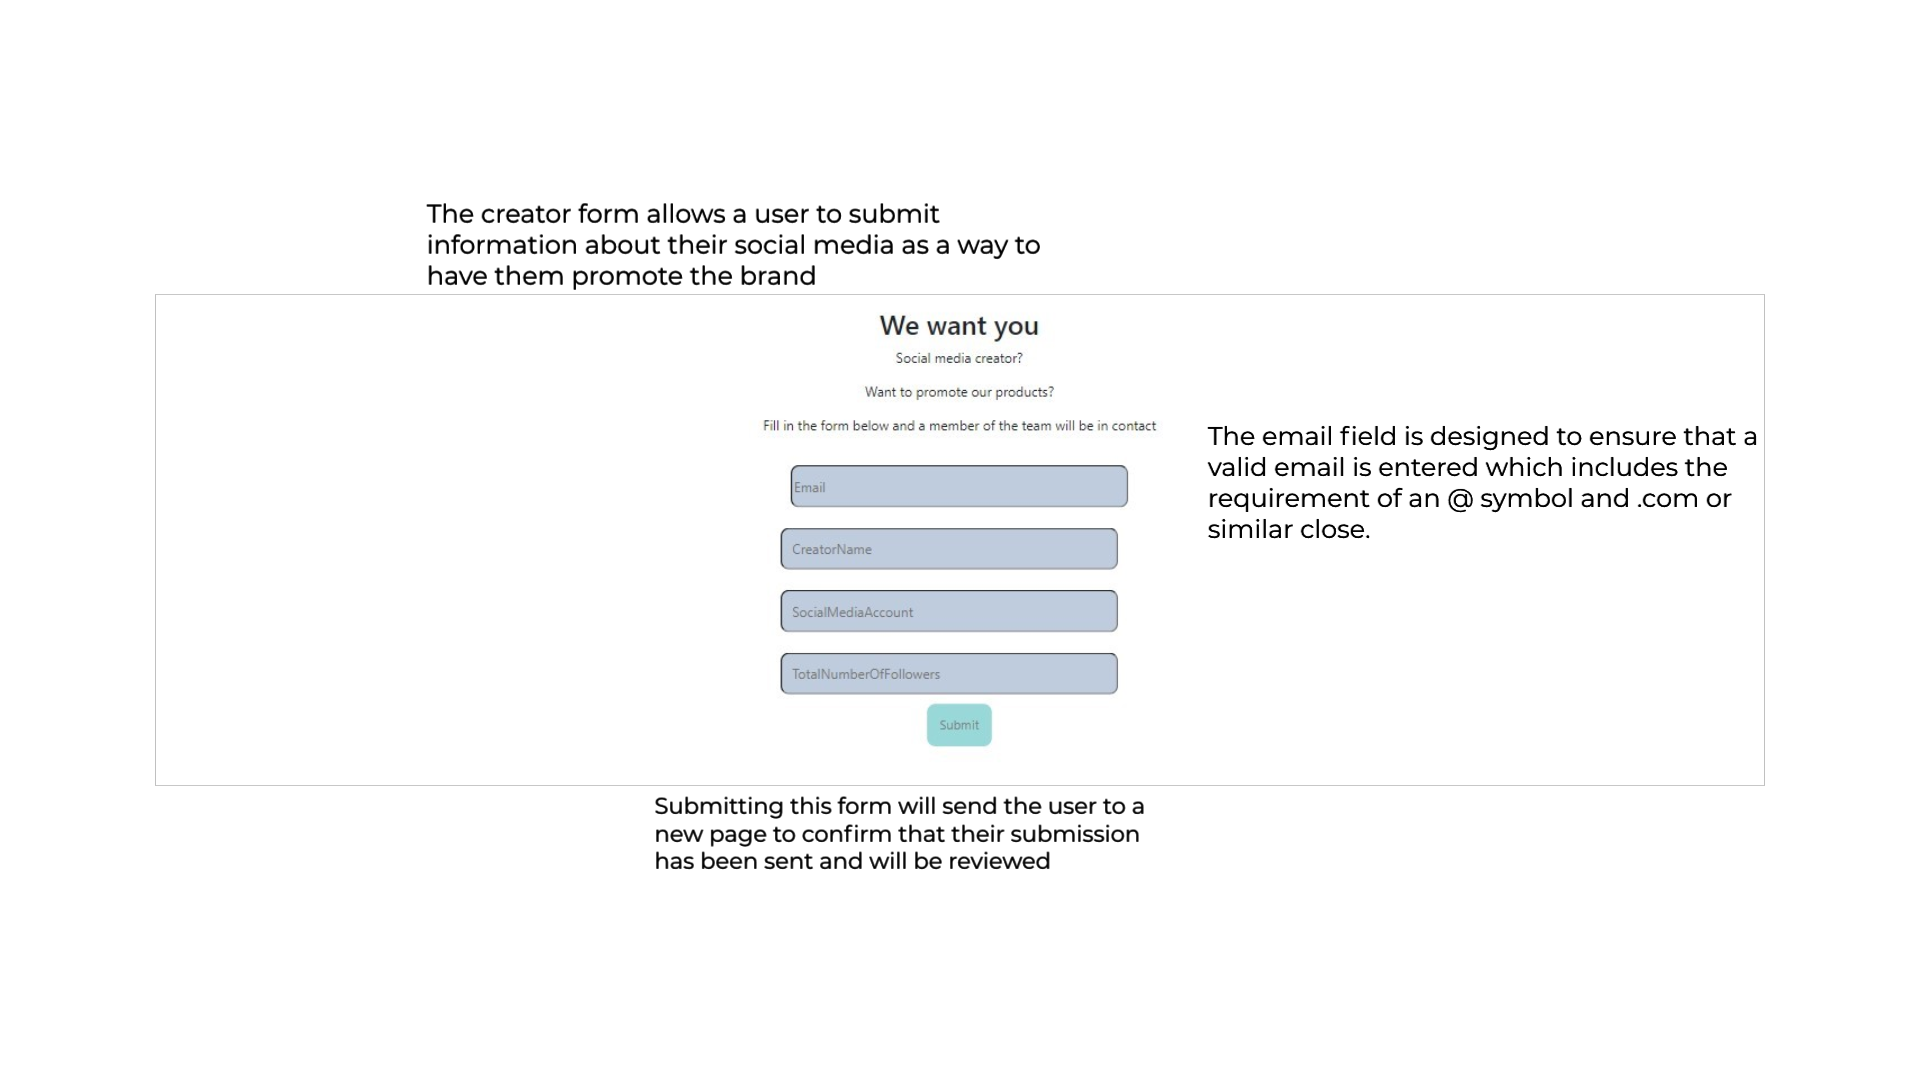 The creator form allows a user to submit
information about their social media as a way to
have them promote the brand
We want you
Social media creator?
Want to promote our products?
Fill in the form below and a member of the team will be in contact
Email
CreatorName
SocialMediaAccount
TotalNumberOfFollowers
Submit
The email field is designed to ensure that a
valid email is entered which includes the
requirement of an @ symbol and .com or
similar close.
Submitting this form will send the user to a
new page to confirm that their submission
has been sent and will be reviewed